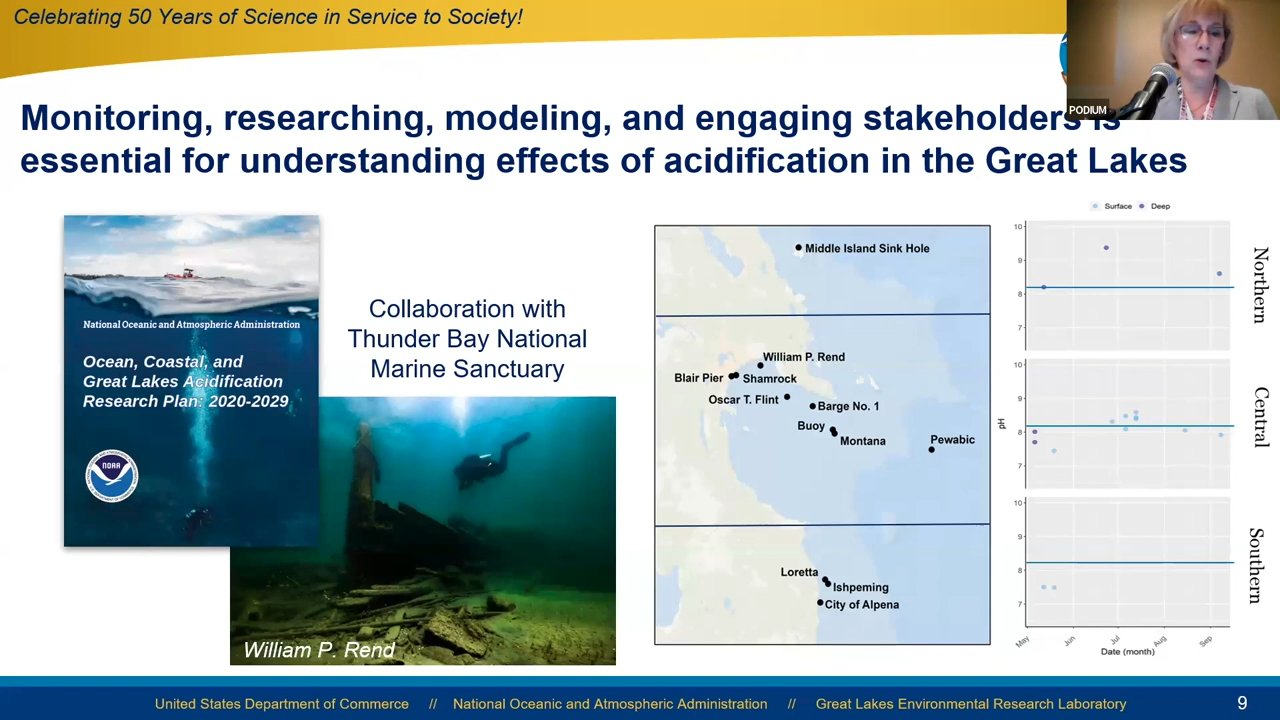 Celebrating 50 Years of Science in Service to Society!
PODIUM
Monitoring, researching, modeling, and engaging stakeholders is
essential for understanding effects of acidification in the Great Lakes
National Oceanic and Atmospheric Administration
Ocean, Coastal, and
Great Lakes Acidification
Research Plan: 2020-2029
NOAA
Collaboration with
Thunder Bay National
Marine Sanctuary
William P. Rend
Middle Island Sink Hole
William P. Rend
Blair Pier
Shamrock
Oscar T. Flint
Barge No. 1
Buoy
Montana
Pewabic
Loretta
Ishpeming
City of Alpena
Surface
Deep
10
9
8
7
Northern
10
9
8
7
Central
pH
10
9
8
7
Southern
May
Jun
Jul
Aug
Sep
Date (month)
United States Department of Commerce // National Oceanic and Atmospheric Administration // Great Lakes Environmental Research Laboratory
9